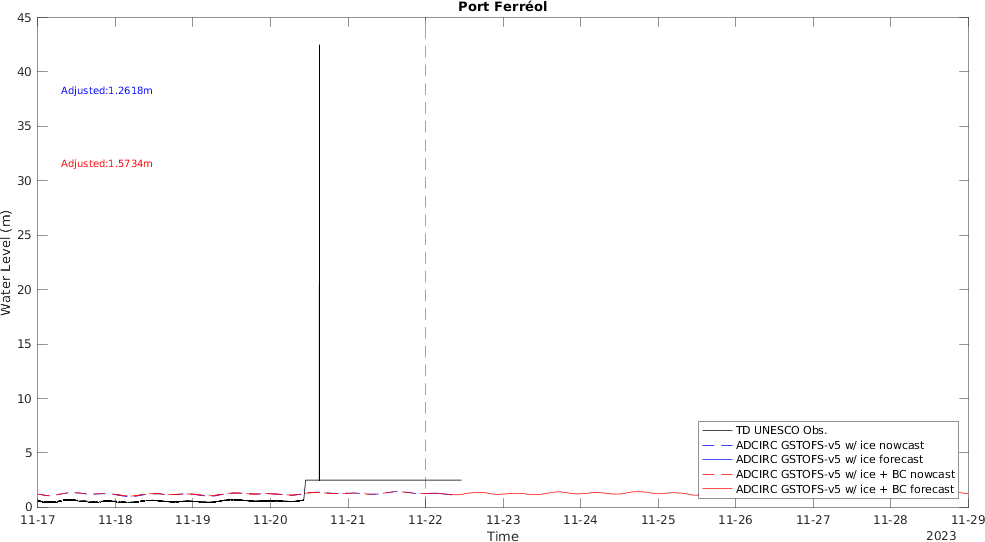 Port Ferréol
45
40
35
30
25
20
15
10
5
0
Water Level (m)
Adjusted:1.2618m
Adjusted:1.5734m
TD UNESCO Obs.
ADCIRC GSTOFS-v5 w/ ice nowcast
ADCIRC GSTOFS-v5 w/ ice forecast
ADCIRC GSTOFS-v5 w/ ice + BC nowcast
ADCIRC GSTOFS-v5 w/ ice + BC forecast
11-17 11-18 11-19 11-20 11-21 11-22 11-23 11-24 11-25 11-26 11-27 11-28 11-29
Time
2023